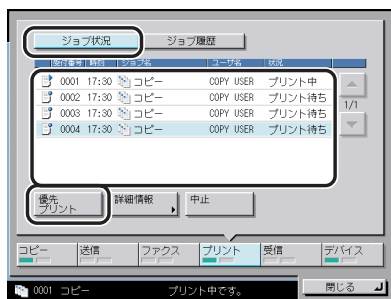 ジョブ状況 ジョブ履歴
受付番号 時刻 ジョブ名 ユーザ名 状況
0001 17:30 コピー COPY USER プリント中
0002 17:30 コピー COPY USER プリント待ち
0003 17:30 コピー COPY USER プリント待ち
0004 17:30 コピー COPY USER プリント待ち
1/1
優先
プリント
詳細情報 中止
コピー 送信 ファクス プリント 受信 デバイス
0001 コピー プリント中です。 閉じる